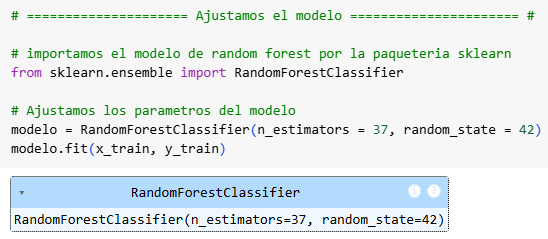 # ===================== Ajustamos el modelo ====================== #
# importamos el modelo de random forest por la paqueteria sklearn
from sklearn.ensemble import RandomForestClassifier
# Ajustamos los parametros del modelo
modelo = RandomForestClassifier(n_estimators = 37, random_state = 42)
modelo.fit(x_train, y_train)
RandomForestClassifier
RandomForestClassifier(n_estimators=37, random_state=42)